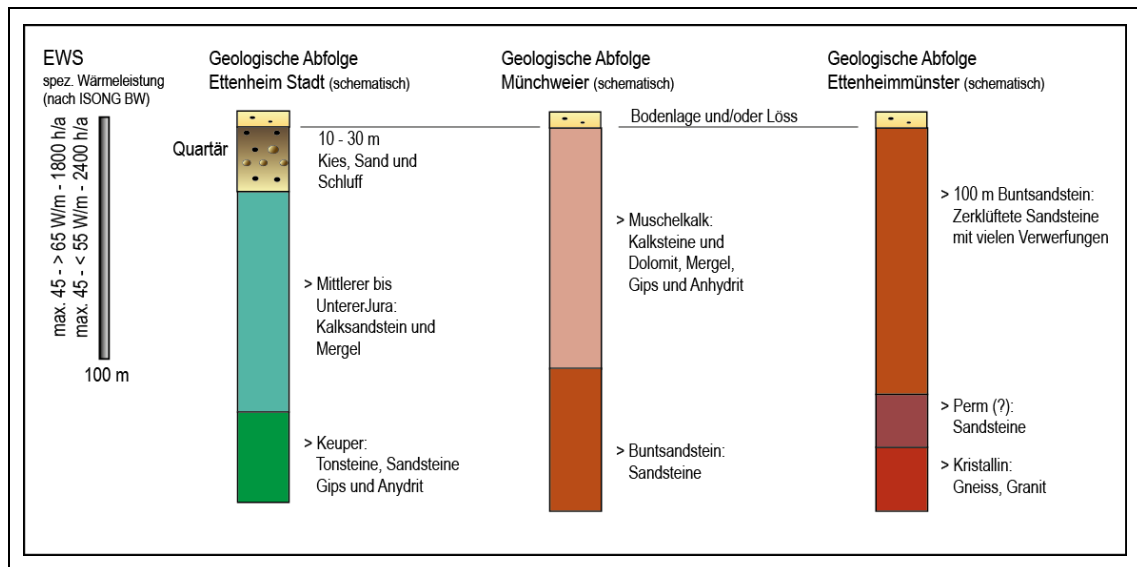 EWS
spez. Wärmeleistung
(nach ISONG BW)
max. 45 - > 65 W/m - 1800 h/a
max. 45 - < 55 W/m - 2400 h/a
100 m
Geologische Abfolge
Ettenheim Stadt (schematisch)
Quartär
10 - 30 m
Kies, Sand und
Schluff
> Mittlerer bis
UntererJura:
Kalksandstein und
Mergel
> Keuper:
Tonsteine, Sandsteine
Gips und Anydrit
Geologische Abfolge
Münchweier (schematisch)
Bodenlage und/oder Löss
> Muschelkalk:
Kalksteine und
Dolomit, Mergel,
Gips und Anhydrit
> Buntsandstein:
Sandsteine
Geologische Abfolge
Ettenheimmünster (schematisch)
> 100 m Buntsandstein:
Zerklüftete Sandsteine
mit vielen Verwerfungen
> Perm (?):
Sandsteine
> Kristallin:
Gneiss, Granit